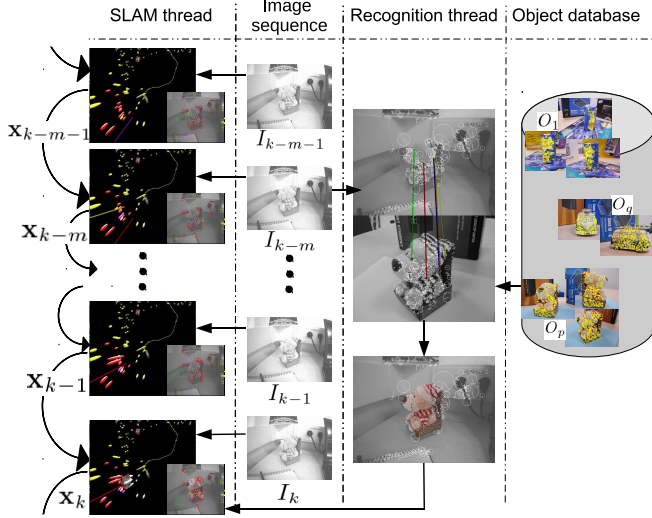 SLAM thread
Image
sequence
Recognition thread
Object database
x_{k-m-1}
I_{k-m-1}
x_{k-m}
I_{k-m}
x_{k-1}
I_{k-1}
x_k
I_k
O_1
O_q
O_p